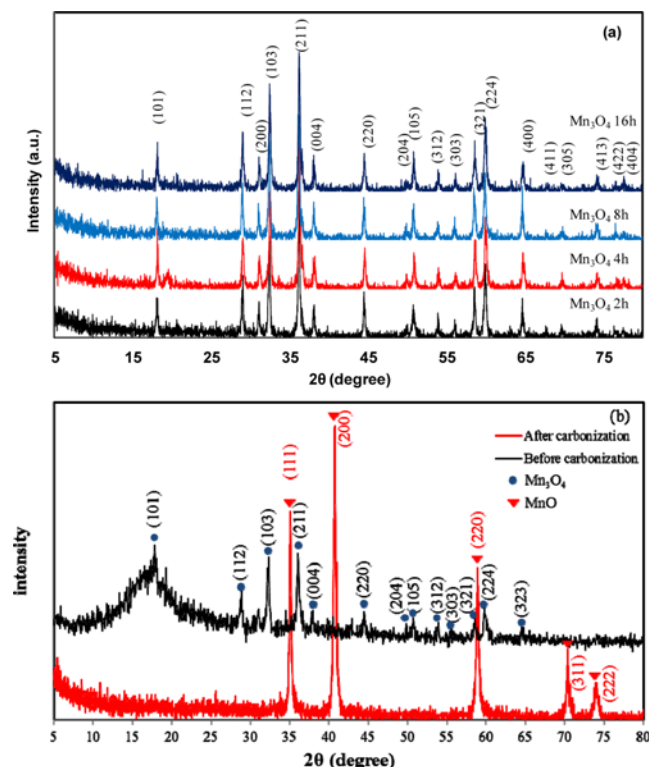 (a)
(211)
(103)
(224)
(101)
(112)
(200)
(004)
(220)
(204)
(105)
(312)
(303)
(321)
(400)
(411)
(305)
(413)
(422)
(404)
Mn₃O₄ 16h
Mn₃O₄ 8h
Mn₃O₄ 4h
Mn₃O₄ 2h
Intensity (a.u.)
5 15 25 35 45 55 65 75
2θ (degree)
(b)
After carbonization
Before carbonization
Mn₃O₄
MnO
(200)
(111)
(220)
(311)
(222)
(101)
(112)
(103)
(211)
(004)
(220)
(204)
(105)
(312)
(303)
(321)
(224)
(323)
intensity
5 10 15 20 25 30 35 40 45 50 55 60 65 70 75 80
2θ (degree)